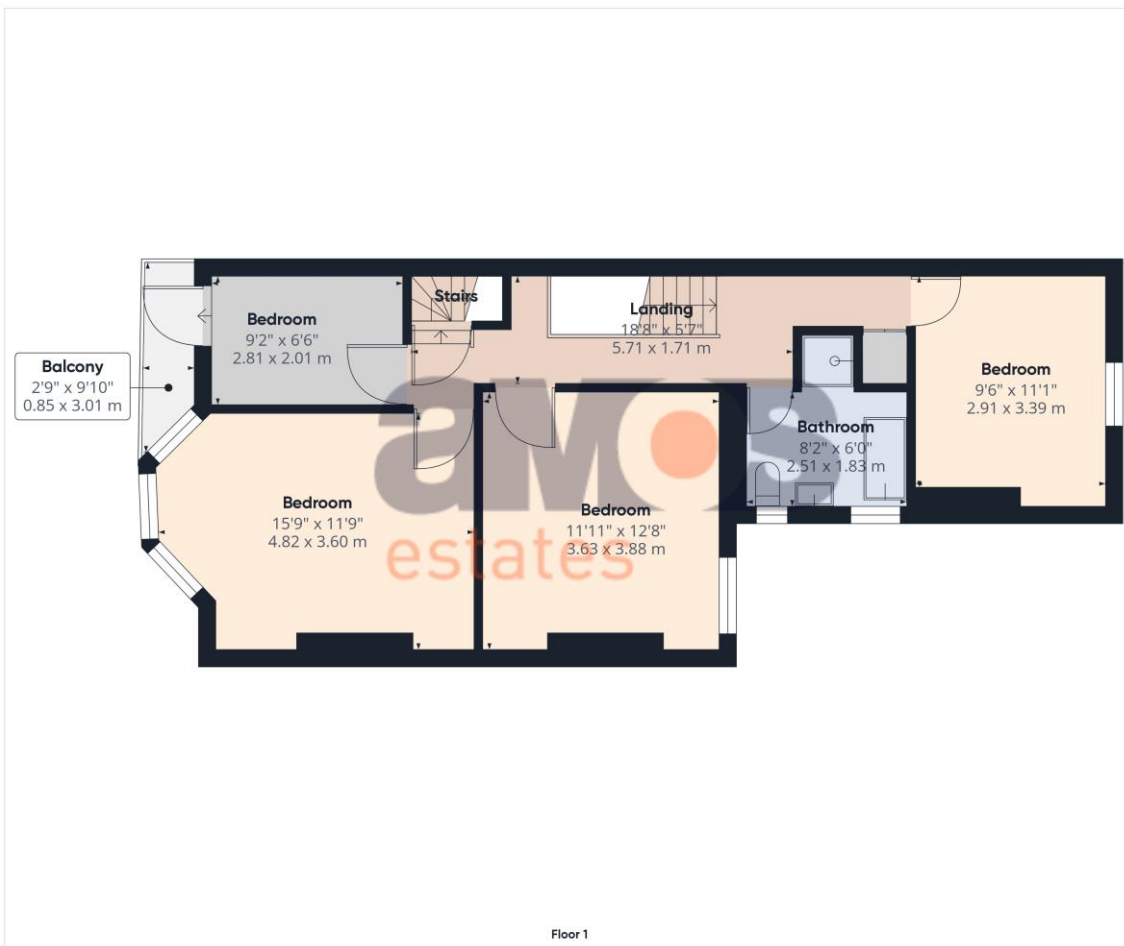 Bedroom
9'2" x 6'6"
2.81 x 2.01 m
Stairs
Landing
18'8" x 5'7"
5.71 x 1.71 m
Balcony
2'9" x 9'10"
0.85 x 3.01 m
Bedroom
9'6" x 11'1"
2.91 x 3.39 m
Bathroom
8'2" x 6'0"
2.51 x 1.83 m
Bedroom
15'9" x 11'9"
4.82 x 3.60 m
Bedroom
11'11" x 12'8"
3.63 x 3.88 m
amos
estates
Floor 1